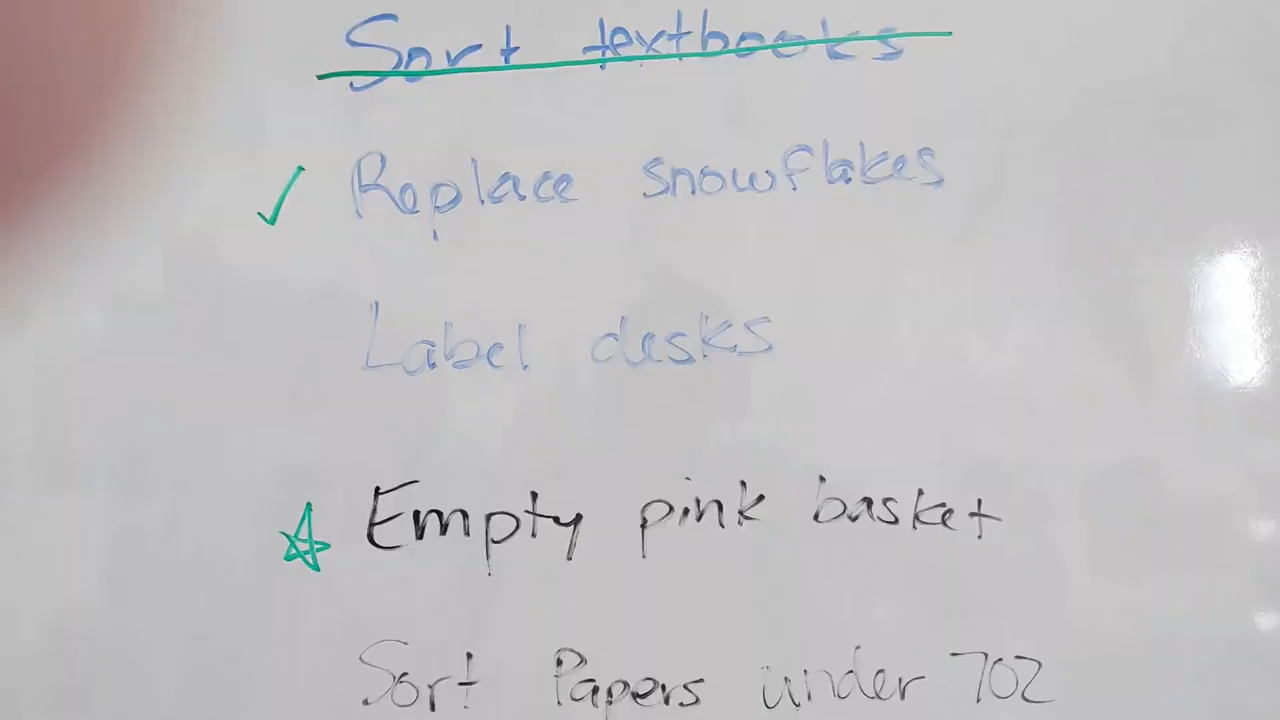 Sort textbooks
Replace snowflakes
Label desks
Empty pink basket
Sort Papers under 702